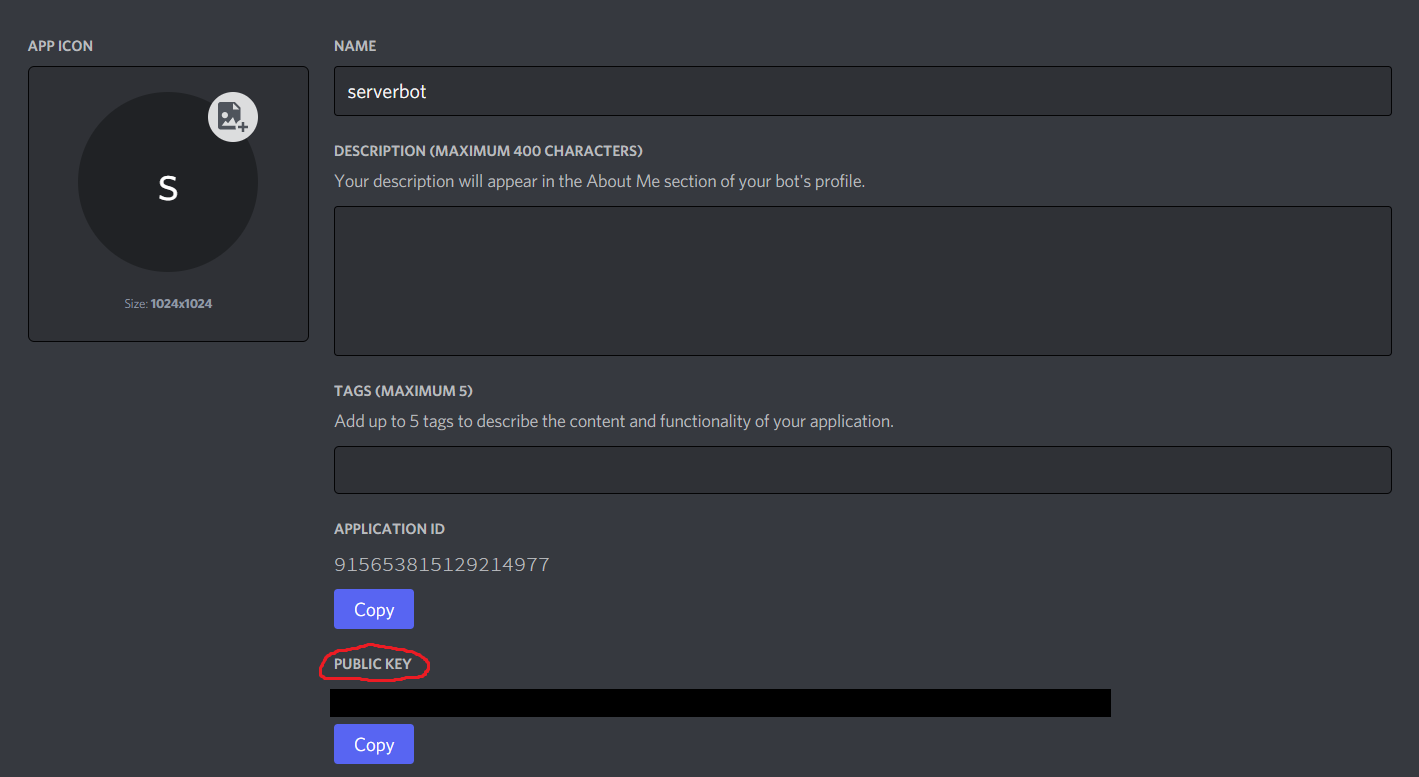 APP ICON
S
Size: 1024x1024
NAME
serverbot
DESCRIPTION (MAXIMUM 400 CHARACTERS)
Your description will appear in the About Me section of your bot's profile.
TAGS (MAXIMUM 5)
Add up to 5 tags to describe the content and functionality of your application.
APPLICATION ID
915653815129214977
Copy
PUBLIC KEY
Copy